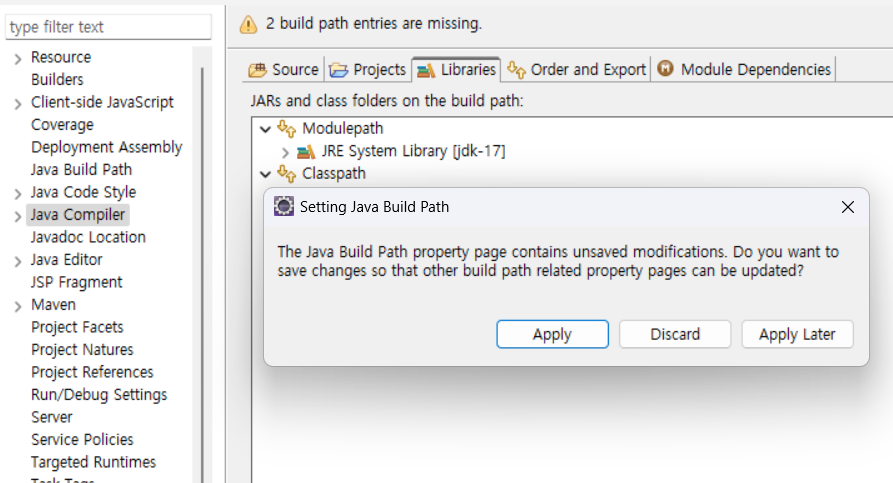 type filter text
Resource
Builders
Client-side JavaScript
Coverage
Deployment Assembly
Java Build Path
Java Code Style
Java Compiler
Javadoc Location
Java Editor
JSP Fragment
Maven
Project Facets
Project Natures
Project References
Run/Debug Settings
Server
Service Policies
Targeted Runtimes
Task Tags
2 build path entries are missing.
Source Projects Libraries Order and Export Module Dependencies
JARs and class folders on the build path:
Modulepath
JRE System Library [jdk-17]
Classpath
Setting Java Build Path
The Java Build Path property page contains unsaved modifications. Do you want to
save changes so that other build path related property pages can be updated?
Apply Discard Apply Later